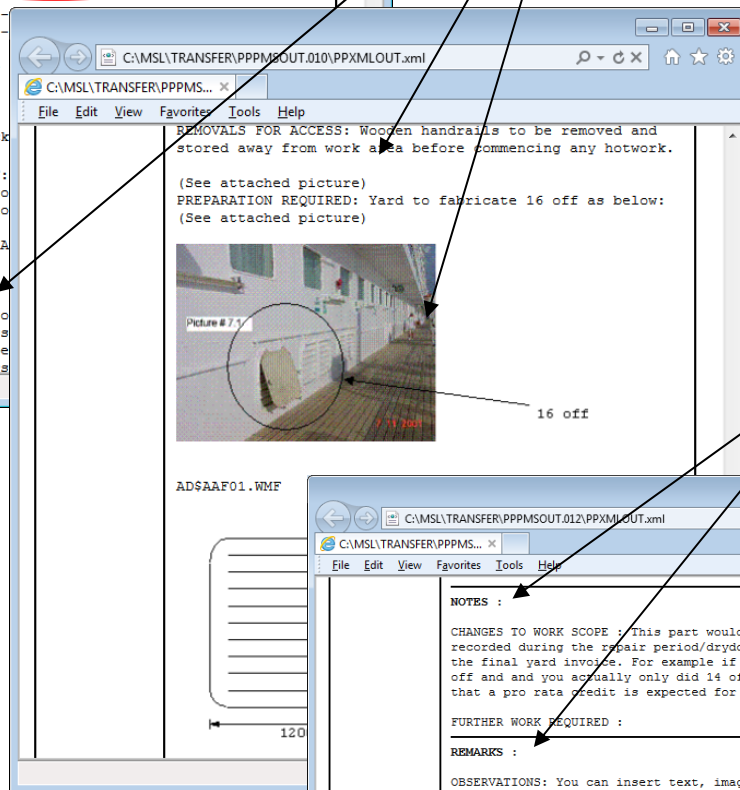 C:\MSL\TRANSFER\PPPMSOUT.010\PPXMLOUT.xml
C:\MSL\TRANSFER\PPPMS...
File Edit View Favorites Tools Help
REMOVALS FOR ACCESS: Wooden handrails to be removed and
stored away from work area before commencing any hotwork.
(See attached picture)
PREPARATION REQUIRED: Yard to fabricate 16 off as below:
(See attached picture)
Picture # 7.1
7 11 2001
16 off
AD$AAF01.WMF
120
C:\MSL\TRANSFER\PPPMSOUT.012\PPXMLOUT.xml
C:\MSL\TRANSFER\PPPMS...
File Edit View Favorites Tools Help
NOTES :
CHANGES TO WORK SCOPE : This part would
recorded during the repair period/drydo
the final yard invoice. For example if
off and and you actually only did 14 of
that a pro rata credit is expected for
FURTHER WORK REQUIRED :
REMARKS :
OBSERVATIONS: You can insert text, imag